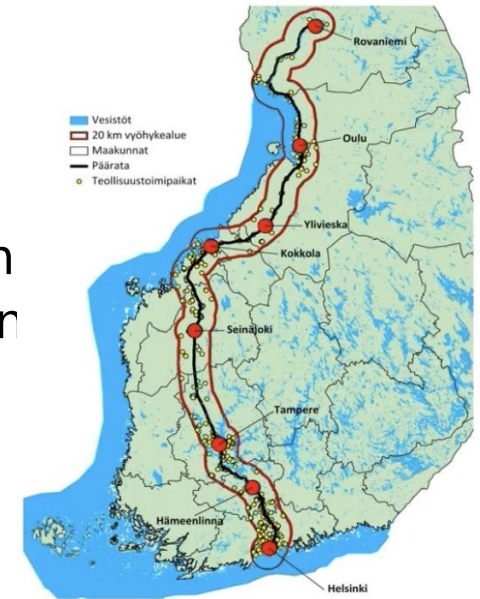 Rovaniemi
Vesistöt
20 km vyöhykealue
Maakunnat
Päärata
Teollisuustoimipaikat
Oulu
Ylivieska
Kokkola
n
n
Seinäjoki
Tampere
Hämeenlinna
Helsinki